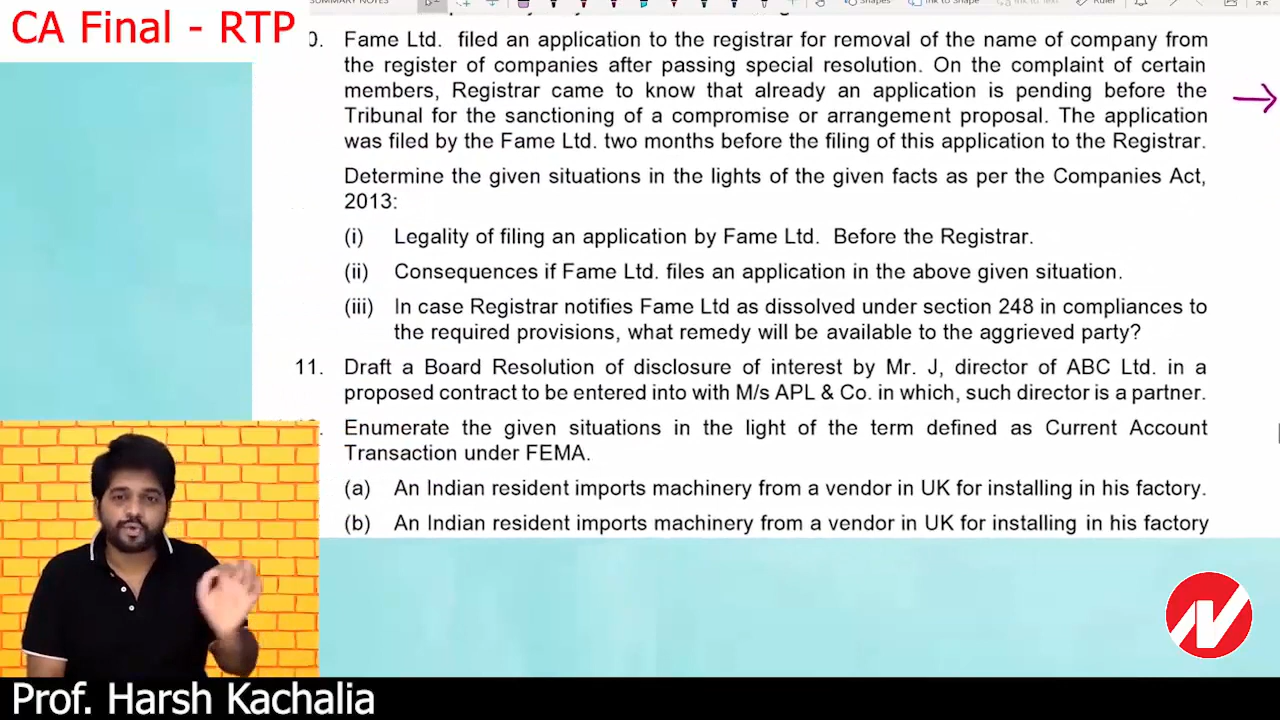 SUMMARY NOTES
Shapes
Ink to Shape
Ink to Text
Ruler
CA Final - RTP
0. Fame Ltd. filed an application to the registrar for removal of the name of company from
the register of companies after passing special resolution. On the complaint of certain
members, Registrar came to know that already an application is pending before the
Tribunal for the sanctioning of a compromise or arrangement proposal. The application
was filed by the Fame Ltd. two months before the filing of this application to the Registrar.
Determine the given situations in the lights of the given facts as per the Companies Act,
2013:
(i) Legality of filing an application by Fame Ltd. Before the Registrar.
(ii) Consequences if Fame Ltd. files an application in the above given situation.
(iii) In case Registrar notifies Fame Ltd as dissolved under section 248 in compliances to
the required provisions, what remedy will be available to the aggrieved party?
11. Draft a Board Resolution of disclosure of interest by Mr. J, director of ABC Ltd. in a
proposed contract to be entered into with M/s APL & Co. in which, such director is a partner.
Enumerate the given situations in the light of the term defined as Current Account
Transaction under FEMA.
(a) An Indian resident imports machinery from a vendor in UK for installing in his factory.
(b) An Indian resident imports machinery from a vendor in UK for installing in his factory
Prof. Harsh Kachalia